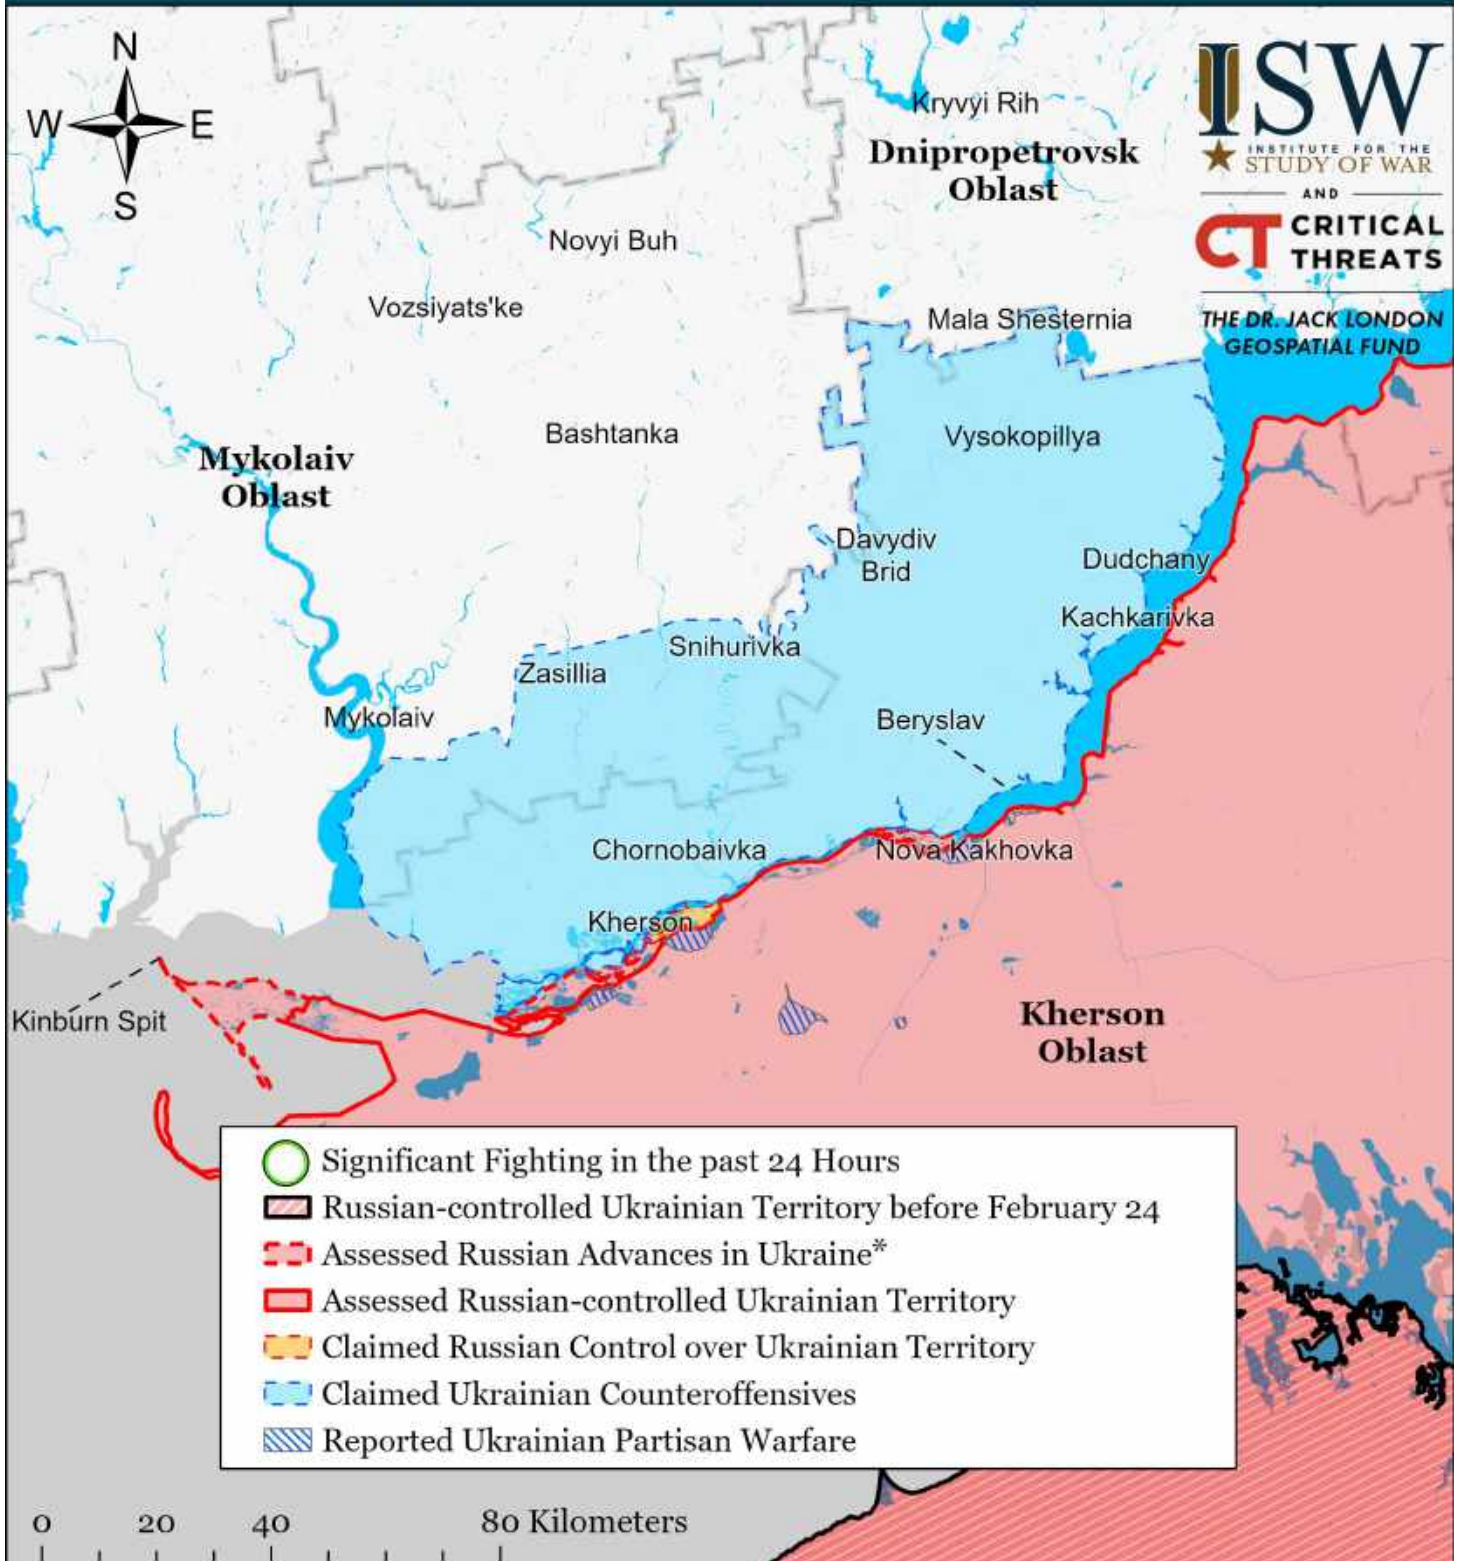 N
W
E
S
ISW
INSTITUTE FOR THE
STUDY OF WAR
AND
CT CRITICAL
THREATS
THE DR. JACK LONDON
GEOSPATIAL FUND
Kryvyi Rih
Dnipropetrovsk
Oblast
Novyi Buh
Vozsiyats'ke
Mala Shesternia
Bashtanka
Vysokopillya
Mykolaiv
Oblast
Davydiv
Brid
Dudchany
Kachkarivka
Snihurivka
Zasillia
Mykolaiv
Beryslav
Chornobaivka
Nova Kakhovka
Kherson
Kinburn Spit
Kherson
Oblast
Significant Fighting in the past 24 Hours
Russian-controlled Ukrainian Territory before February 24
Assessed Russian Advances in Ukraine*
Assessed Russian-controlled Ukrainian Territory
Claimed Russian Control over Ukrainian Territory
Claimed Ukrainian Counteroffensives
Reported Ukrainian Partisan Warfare
0 20 40 80 Kilometers